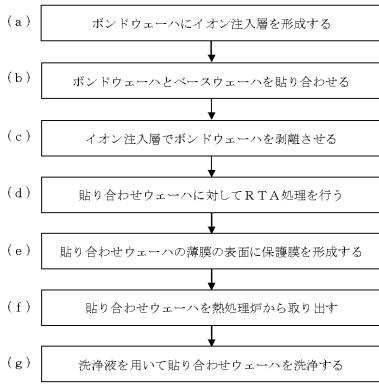 (a) ボンドウェーハにイオン注入層を形成する
(b) ボンドウェーハとベースウェーハを貼り合わせる
(c) イオン注入層でボンドウェーハを剥離させる
(d) 貼り合わせウェーハに対してRTA処理を行う
(e) 貼り合わせウェーハの薄膜の表面に保護膜を形成する
(f) 貼り合わせウェーハを熱処理炉から取り出す
(g) 洗浄液を用いて貼り合わせウェーハを洗浄する